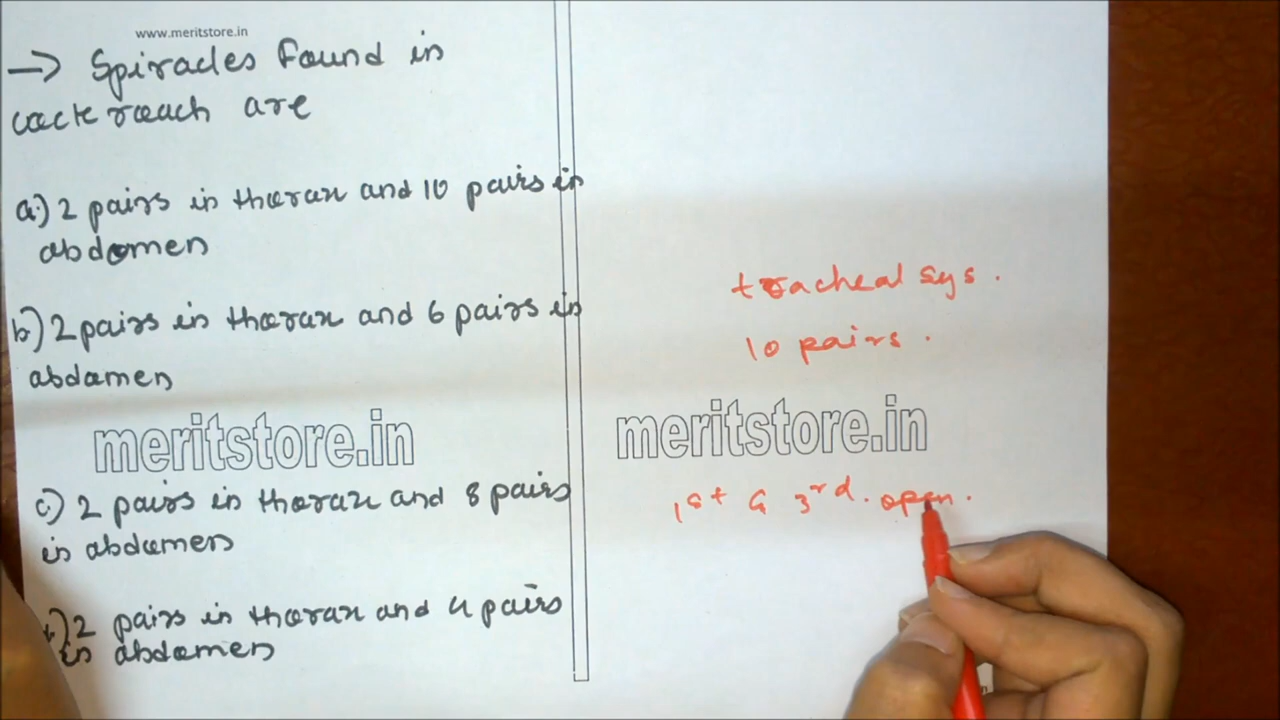 www.meritstore.in
→ Spiracles found in
cockroach are
a.) 2 pairs in thorax and 10 pairs in
abdomen
b) 2 pairs in thorax and 6 pairs in
abdomen
meritstore.in
c.) 2 pairs in thorax and 8 pairs
in abdomen
) 2 pairs in thorax and 4 pairs
in abdomen
tracheal sys.
10 pairs.
meritstore.in
1st & 3rd. open.